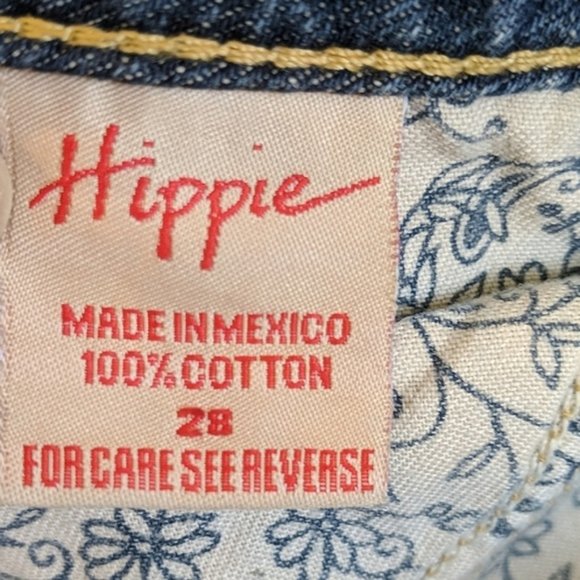 Hippie
MADE IN MEXICO
100% COTTON
28
FOR CARE SEE REVERSE